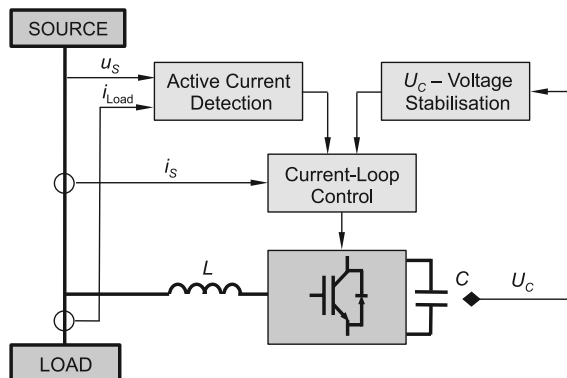 SOURCE
u_S
i_Load
Active Current
Detection
U_C – Voltage
Stabilisation
i_S
Current-Loop
Control
L
C
U_C
LOAD